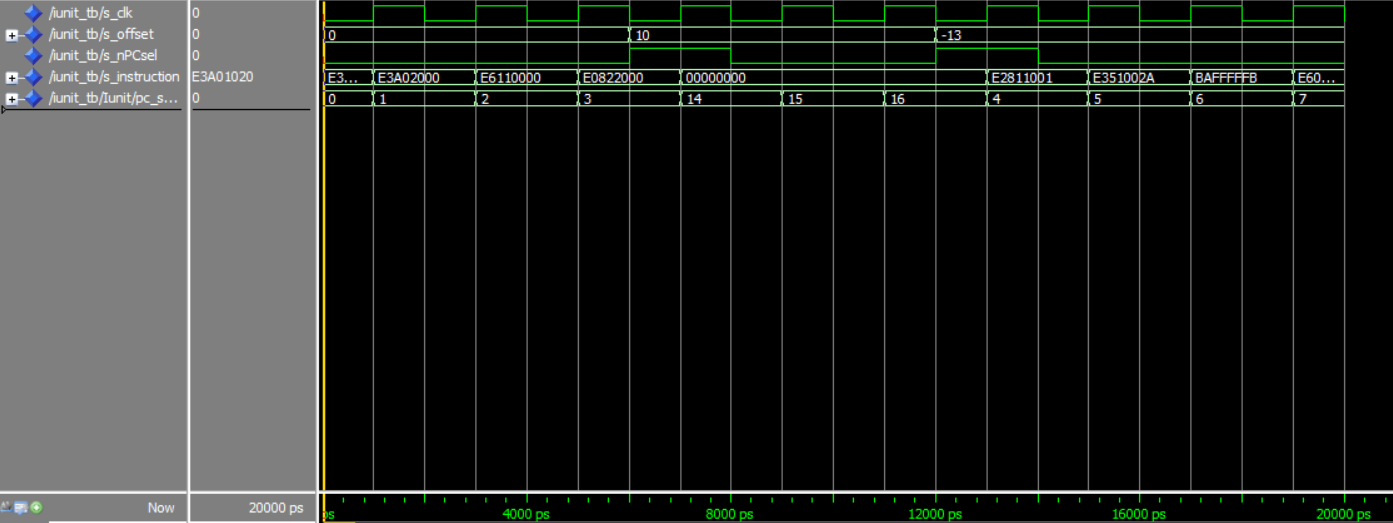 /iunit_tb/s_clk 0
/iunit_tb/s_offset 0 0 10 -13
/iunit_tb/s_nPCsel 0
/iunit_tb/s_instruction E3A01020 E3... E3A02000 E6110000 E0822000 00000000 E2811001 E351002A BAFFFFFB E60...
/iunit_tb/Iunit/pc_s... 0 0 1 2 3 14 15 16 4 5 6 7
Now 20000 ps
ps 4000 ps 8000 ps 12000 ps 16000 ps 20000 ps